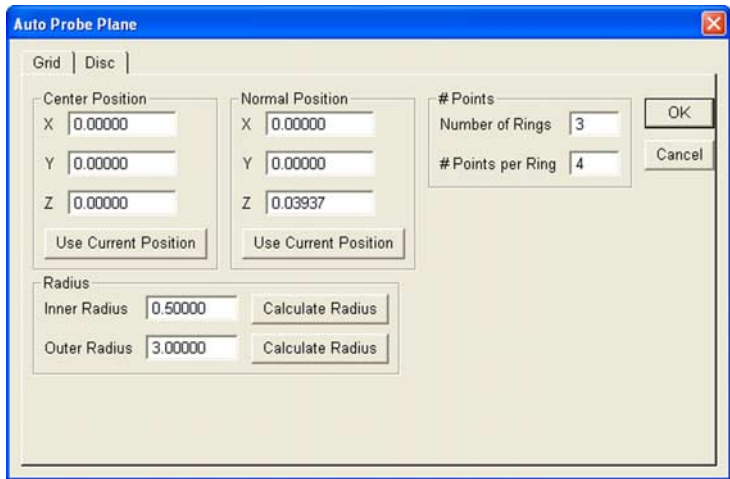 Auto Probe Plane
Grid Disc
Center Position
X 0.00000
Y 0.00000
Z 0.00000
Use Current Position
Normal Position
X 0.00000
Y 0.00000
Z 0.03937
Use Current Position
# Points
Number of Rings 3
# Points per Ring 4
OK
Cancel
Radius
Inner Radius 0.50000 Calculate Radius
Outer Radius 3.00000 Calculate Radius